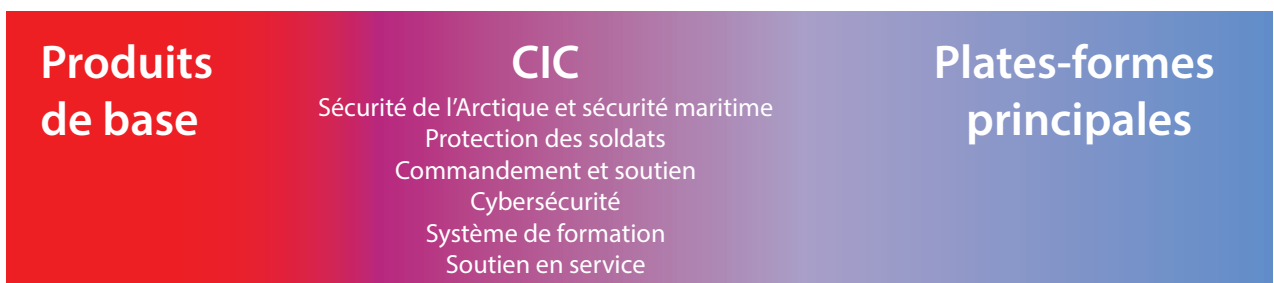 Produits
de base
CIC
Sécurité de l'Arctique et sécurité maritime
Protection des soldats
Commandement et soutien
Cybersécurité
Système de formation
Soutien en service
Plates-formes
principales